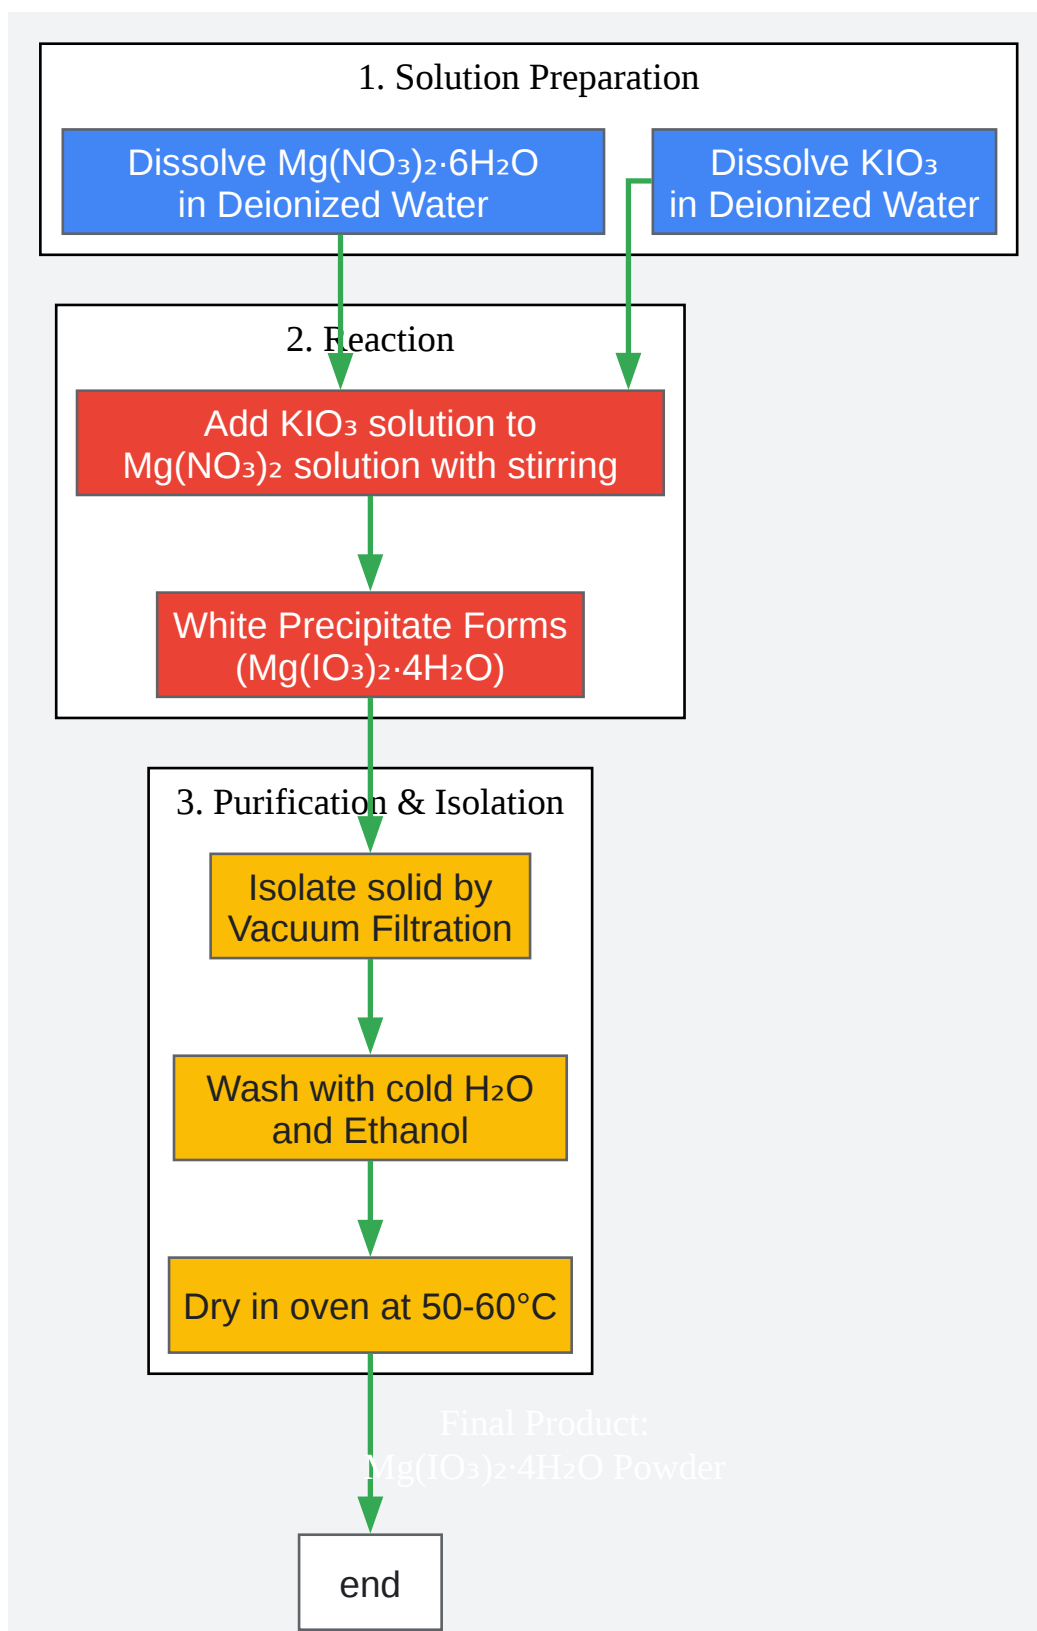 1. Solution Preparation
Dissolve Mg(NO₃)₂·6H₂O
in Deionized Water
Dissolve KIO₃
in Deionized Water
2. Reaction
Add KIO₃ solution to
Mg(NO₃)₂ solution with stirring
White Precipitate Forms
(Mg(IO₃)₂·4H₂O)
3. Purification & Isolation
Isolate solid by
Vacuum Filtration
Wash with cold H₂O
and Ethanol
Dry in oven at 50-60°C
Final Product:
Mg(IO₃)₂·4H₂O Powder
end